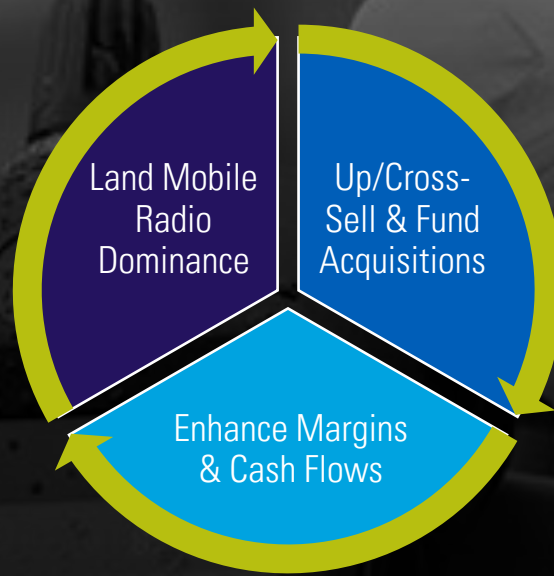 Land Mobile
Radio
Dominance
Up/Cross-
Sell & Fund
Acquisitions
Enhance Margins
& Cash Flows